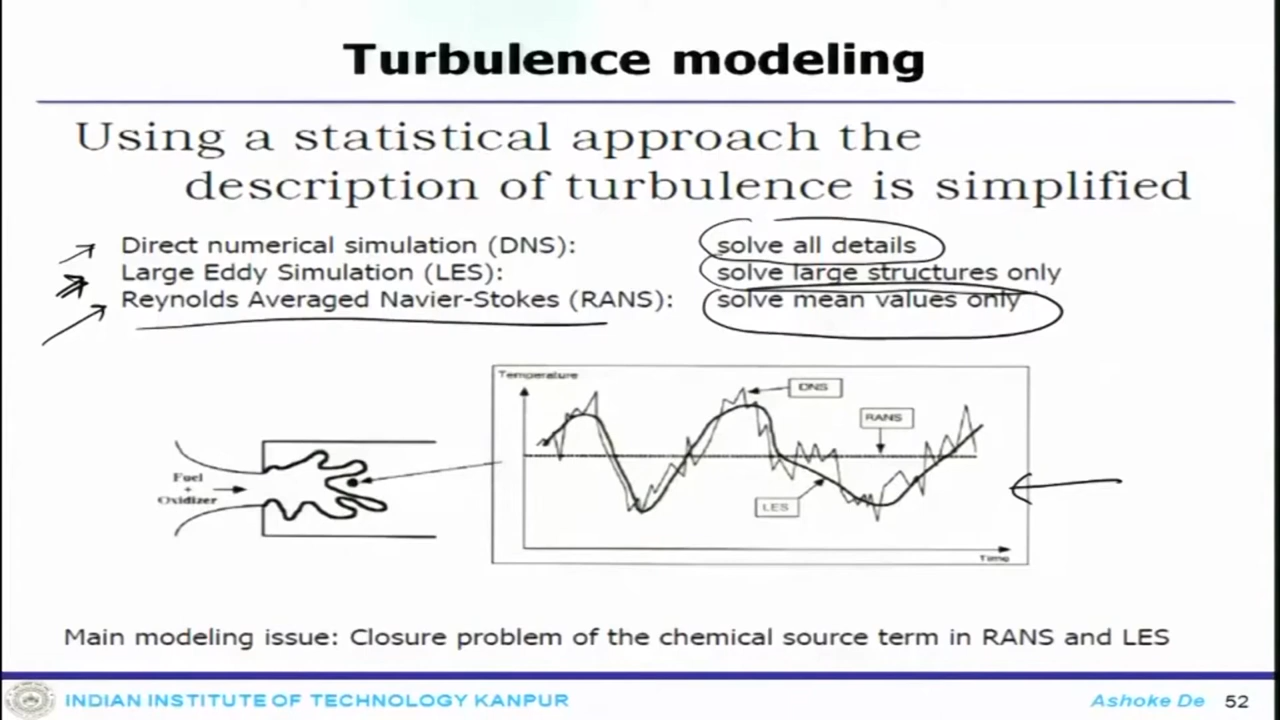 Turbulence modeling
Using a statistical approach the
description of turbulence is simplified
Direct numerical simulation (DNS): solve all details
Large Eddy Simulation (LES): solve large structures only
Reynolds Averaged Navier-Stokes (RANS): solve mean values only
Temperature
DNS
RANS
LES
Time
Fuel
+
Oxidizer
Main modeling issue: Closure problem of the chemical source term in RANS and LES
INDIAN INSTITUTE OF TECHNOLOGY KANPUR
Ashoke De 52